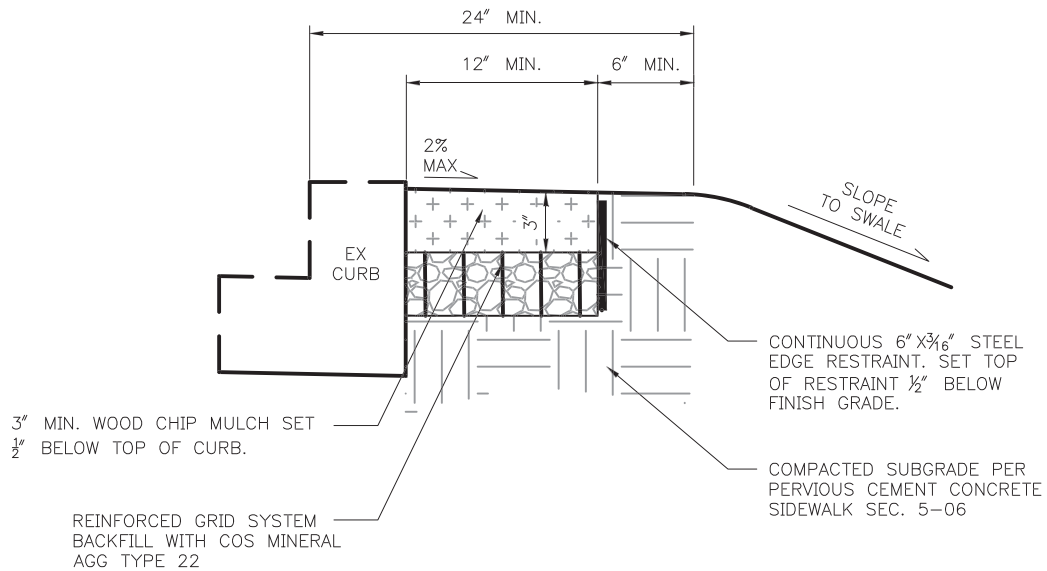 24" MIN.
12" MIN.
6" MIN.
2%
MAX
3"
SLOPE
TO SWALE
EX
CURB
CONTINUOUS 6"X3/16" STEEL
EDGE RESTRAINT. SET TOP
OF RESTRAINT 1/2" BELOW
FINISH GRADE.
3" MIN. WOOD CHIP MULCH SET
1/2" BELOW TOP OF CURB.
COMPACTED SUBGRADE PER
PERVIOUS CEMENT CONCRETE
SIDEWALK SEC. 5-06
REINFORCED GRID SYSTEM
BACKFILL WITH COS MINERAL
AGG TYPE 22